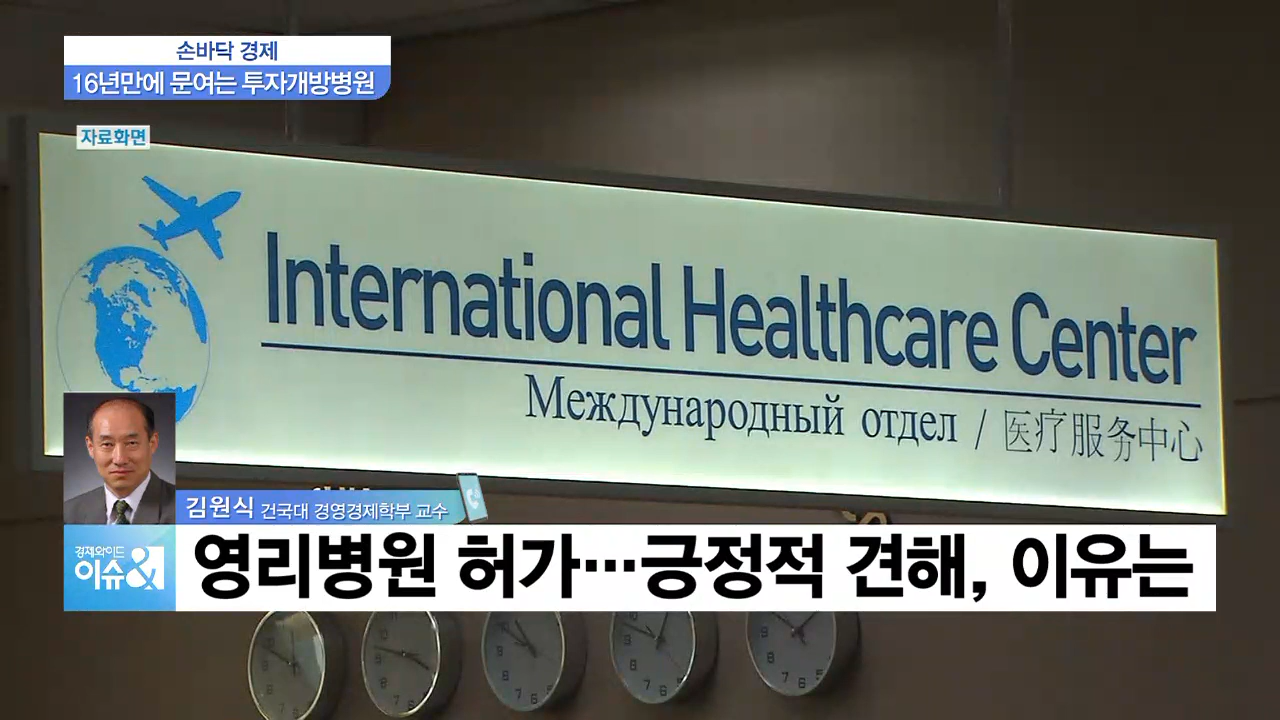 손바닥 경제
16년만에 문여는 투자개방병원
자료화면
International Healthcare Center
Международный отдел / 医疗服务中心
김원식 건국대 경영경제학부 교수
경제와이드
이슈&
영리병원 허가…긍정적 견해, 이유는